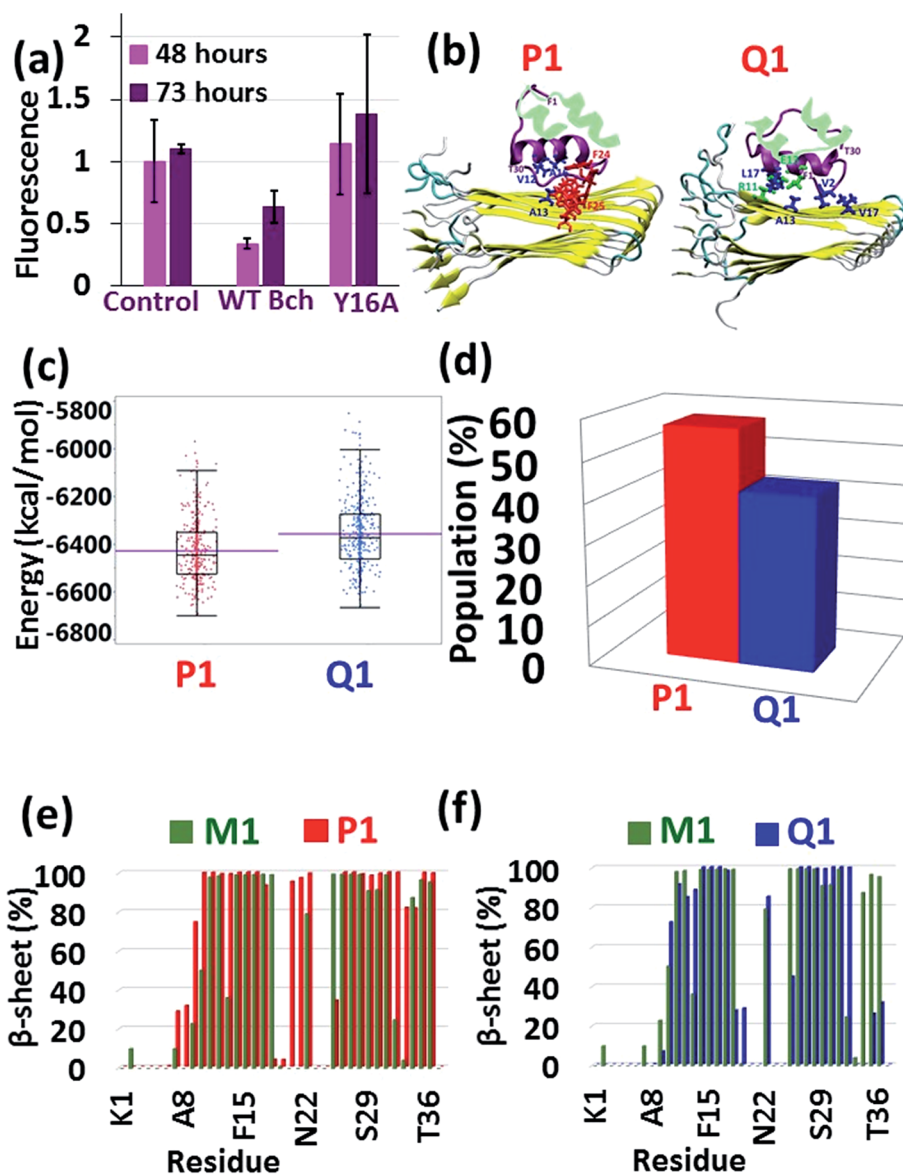 (a)
2
1.5
1
0.5
0
Fluorescence
48 hours
73 hours
Control WT Bch Y16A
(b)
P1
Q1
F1
T30
V12
A13
F24
F25
T30
L17
R11
F1
V2
A13
V17
(c)
-5800
-6000
-6200
-6400
-6600
-6800
Energy (kcal/mol)
P1 Q1
(d)
60
50
40
30
20
10
0
Population (%)
P1
Q1
(e)
M1 P1
100
80
60
40
20
0
β-sheet (%)
K1 A8 F15 N22 S29 T36
Residue
(f)
M1 Q1
100
80
60
40
20
0
β-sheet (%)
K1 A8 F15 N22 S29 T36
Residue